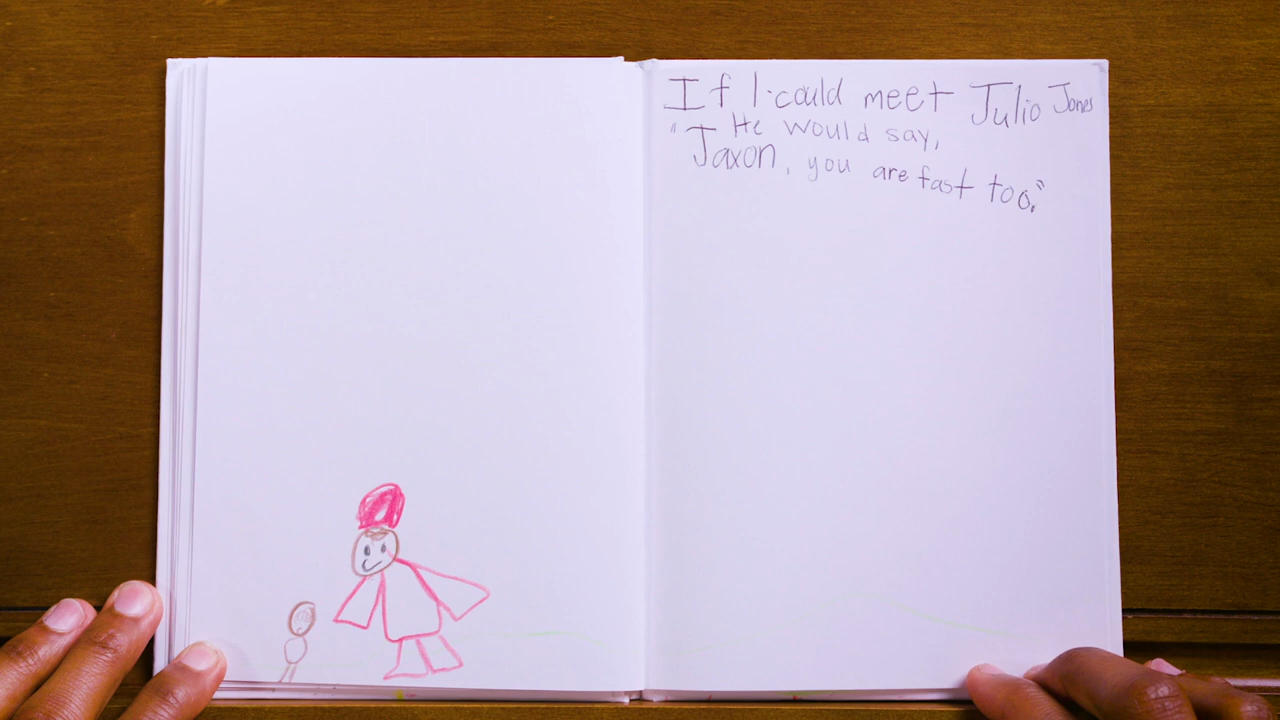 If I could meet Julio Jones
He would say,
"Jaxon, you are fast too."